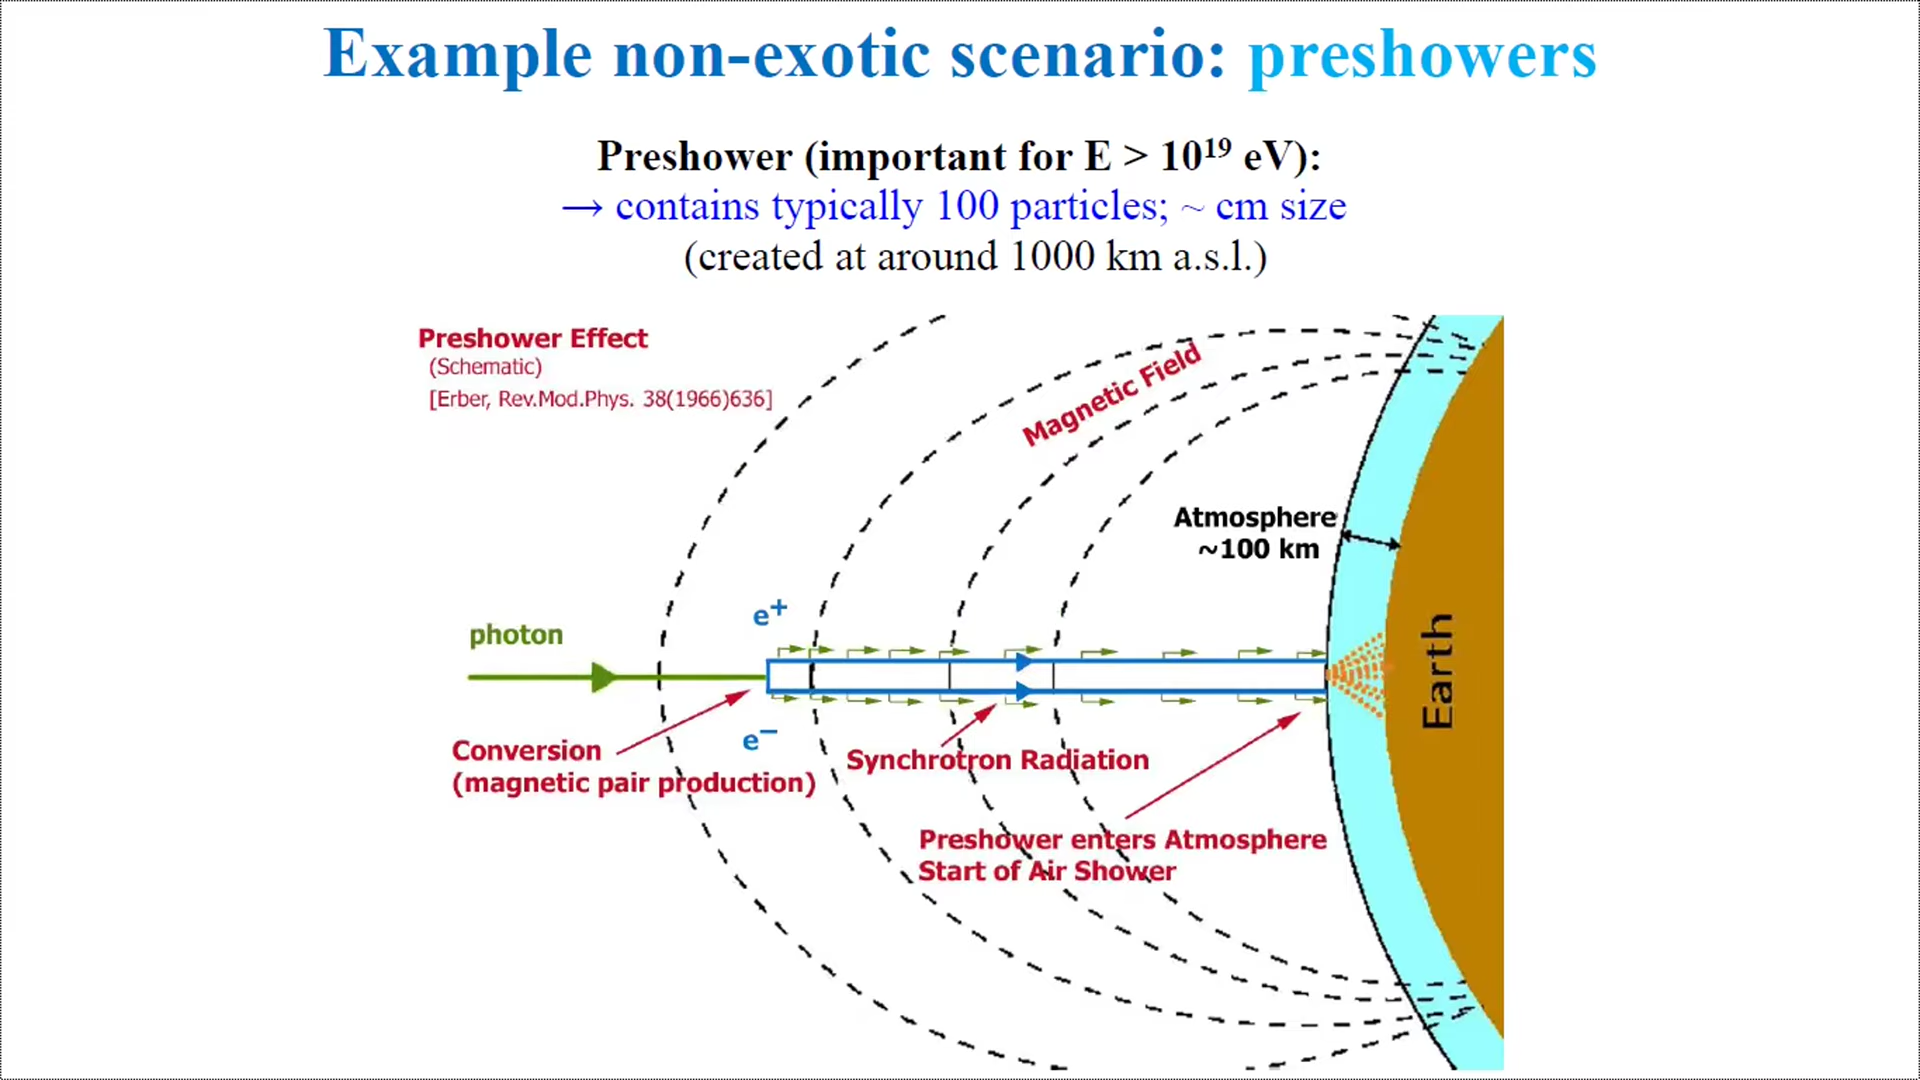 Example non-exotic scenario: preshowers
Preshower (important for E > 10¹⁹ eV):
→ contains typically 100 particles; ~ cm size
(created at around 1000 km a.s.l.)
Preshower Effect
(Schematic)
[Erber, Rev.Mod.Phys. 38(1966)636]
Magnetic Field
Atmosphere
~100 km
e⁺
photon
Earth
e⁻
Conversion
(magnetic pair production)
Synchrotron Radiation
Preshower enters Atmosphere
Start of Air Shower